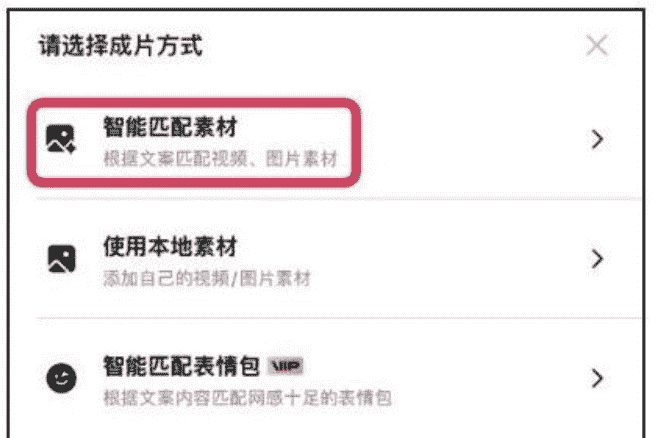 请选择成片方式
智能匹配素材
根据文案匹配视频、图片素材
使用本地素材
添加自己的视频/图片素材
智能匹配表情包 VIP
根据文案内容匹配网感十足的表情包